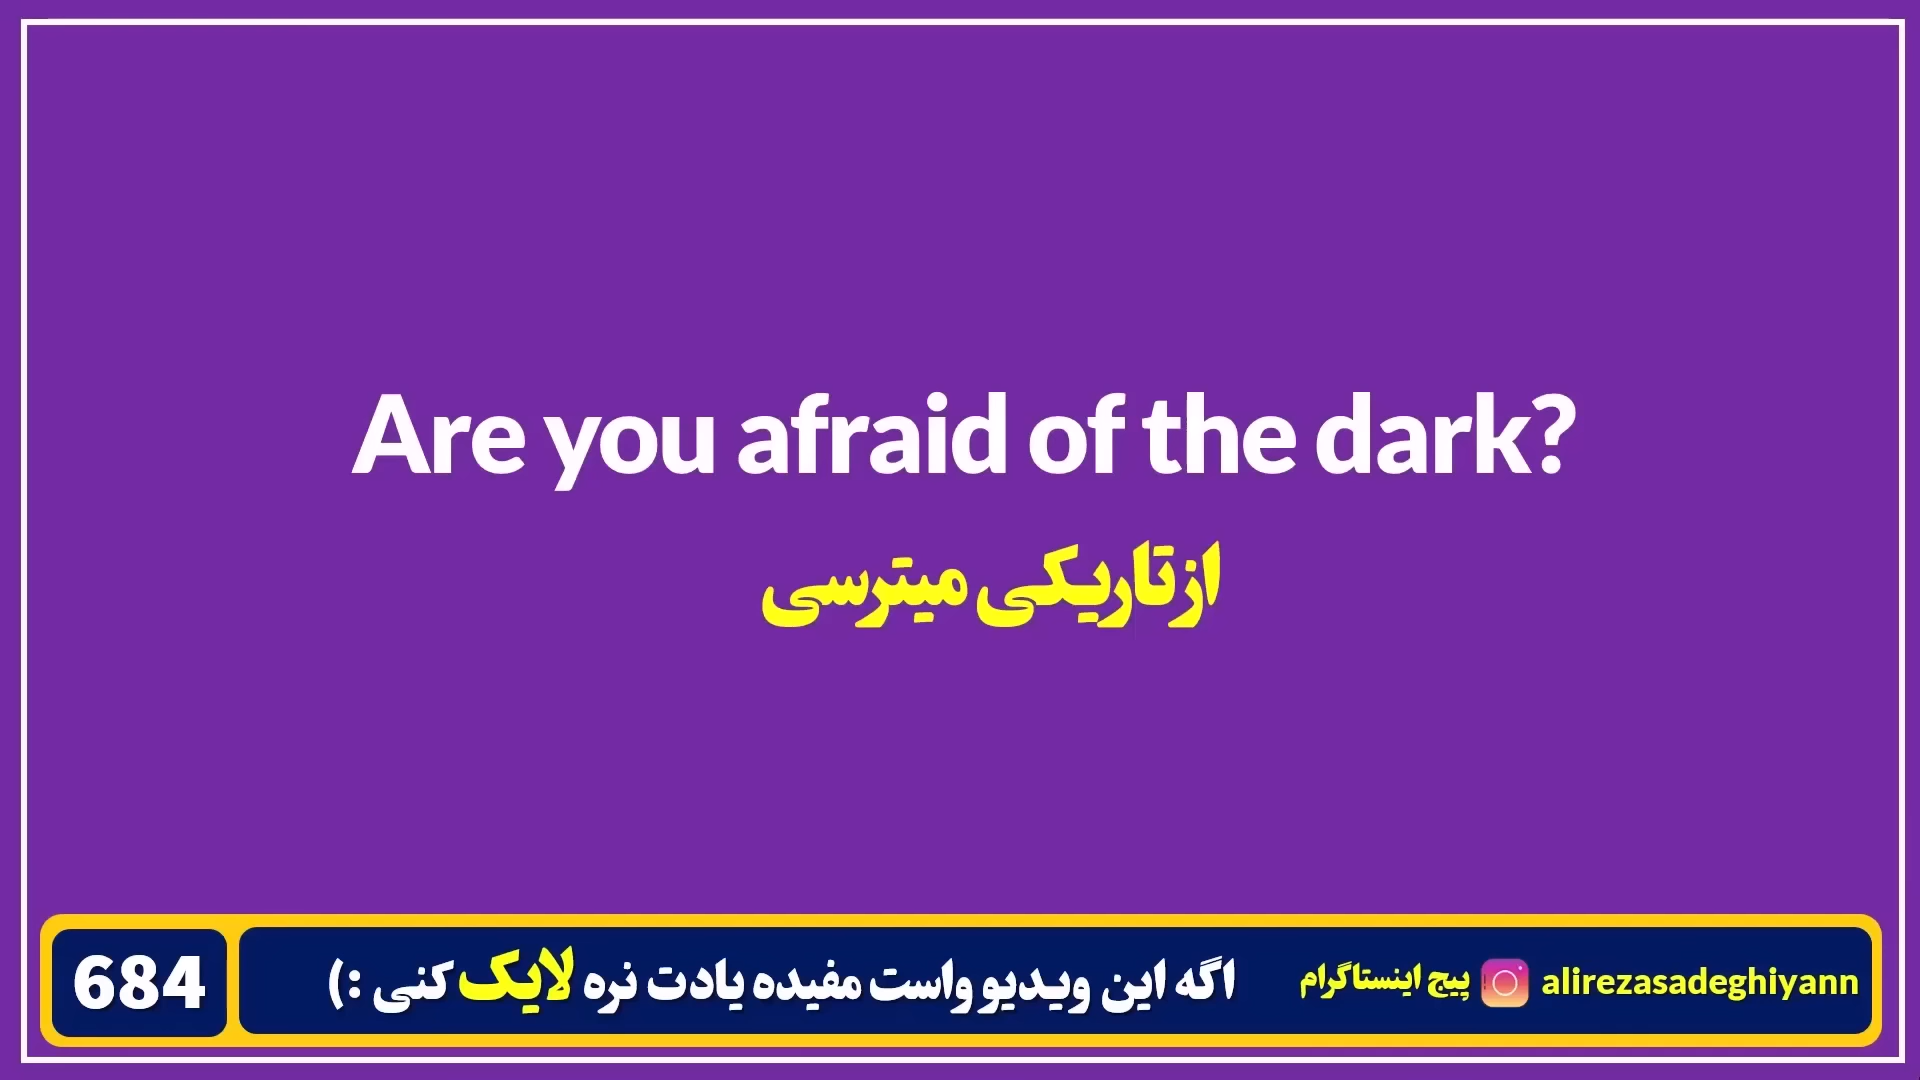 Are you afraid of the dark?
ازتاریکی میترسی
684
اگه این ویدیو واست مفیده یادت نره لایک کنی :)
پیج اینستاگرام
alirezasadeghiyann